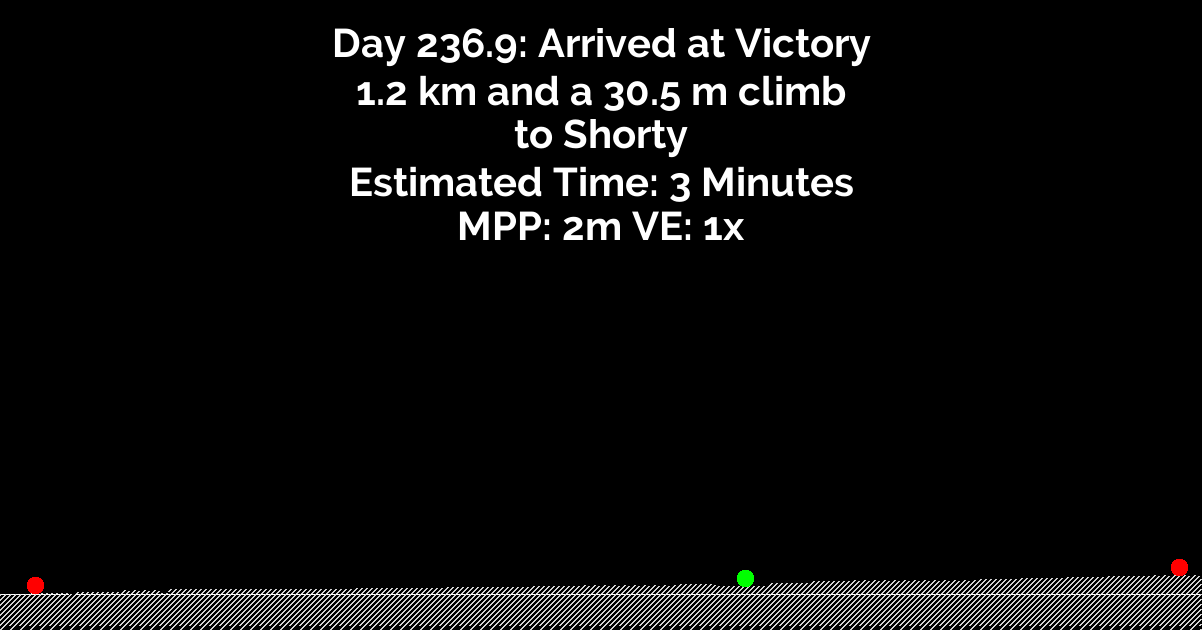 Day 236.9: Arrived at Victory
1.2 km and a 30.5 m climb
to Shorty
Estimated Time: 3 Minutes
MPP: 2m VE: 1x